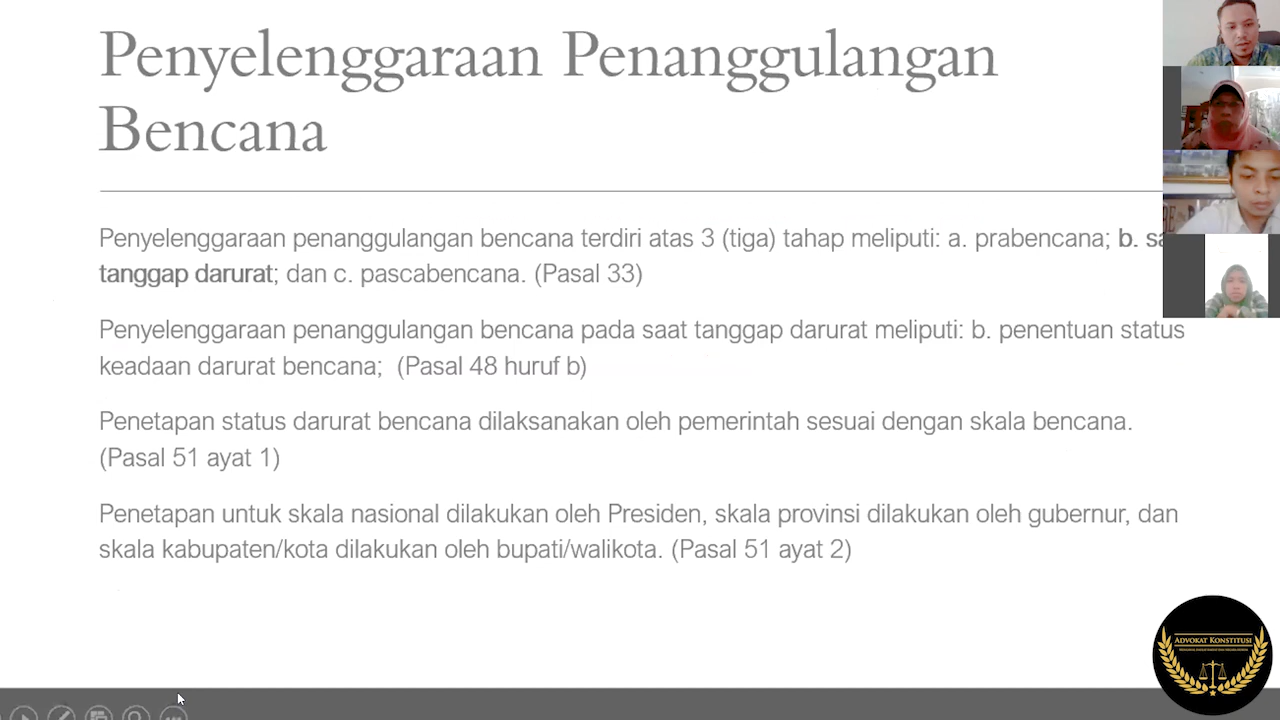 Penyelenggaraan Penanggulangan
Bencana
Penyelenggaraan penanggulangan bencana terdiri atas 3 (tiga) tahap meliputi: a. prabencana; b.
tanggap darurat; dan c. pascabencana. (Pasal 33)
Penyelenggaraan penanggulangan bencana pada saat tanggap darurat meliputi: b. penentuan status
keadaan darurat bencana; (Pasal 48 huruf b)
Penetapan status darurat bencana dilaksanakan oleh pemerintah sesuai dengan skala bencana.
(Pasal 51 ayat 1)
Penetapan untuk skala nasional dilakukan oleh Presiden, skala provinsi dilakukan oleh gubernur, dan
skala kabupaten/kota dilakukan oleh bupati/walikota. (Pasal 51 ayat 2)
ADVOKAT KONSTITUSI